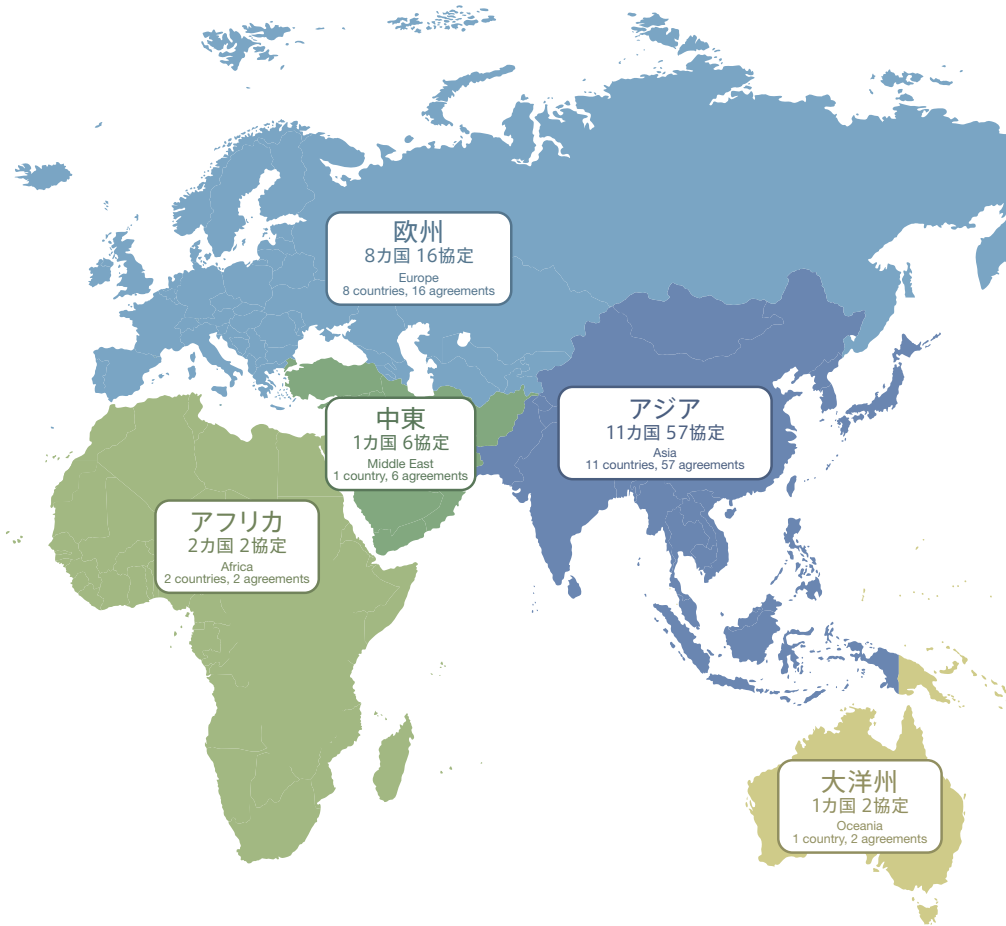 欧州
8カ国 16協定
Europe
8 countries, 16 agreements
中東
1カ国 6協定
Middle East
1 country, 6 agreements
アジア
11カ国 57協定
Asia
11 countries, 57 agreements
アフリカ
2カ国 2協定
Africa
2 countries, 2 agreements
大洋州
1カ国 2協定
Oceania
1 country, 2 agreements